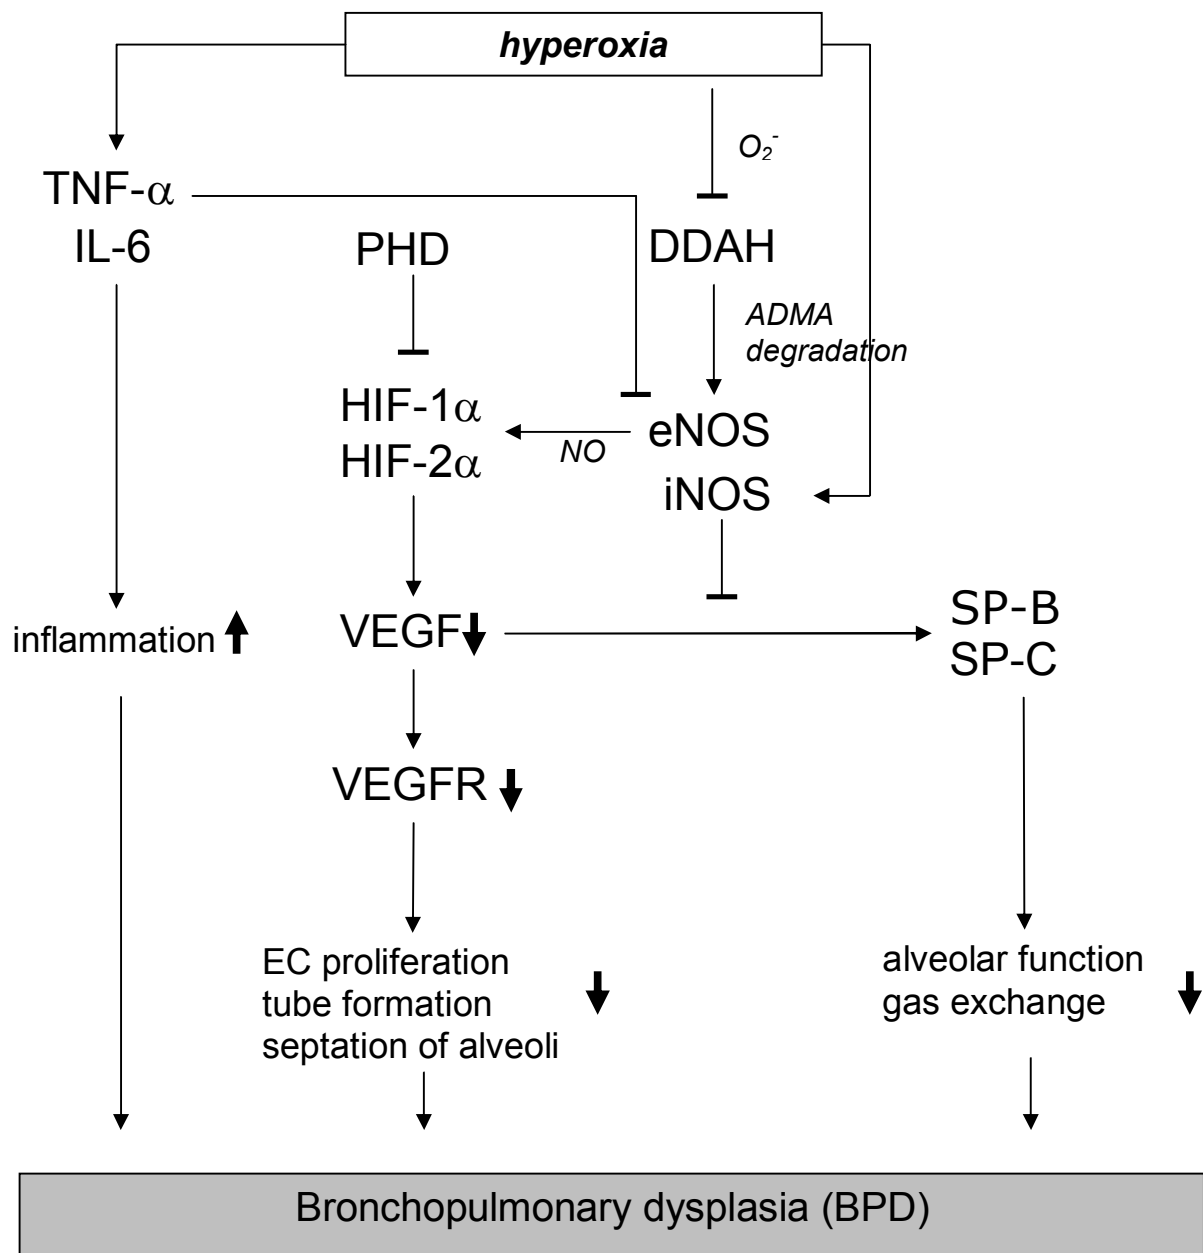 hyperoxia
O₂⁻
TNF-α
IL-6
PHD
DDAH
ADMA
degradation
HIF-1α
HIF-2α
NO
eNOS
iNOS
inflammation
VEGF
SP-B
SP-C
VEGFR
EC proliferation
tube formation
septation of alveoli
alveolar function
gas exchange
Bronchopulmonary dysplasia (BPD)